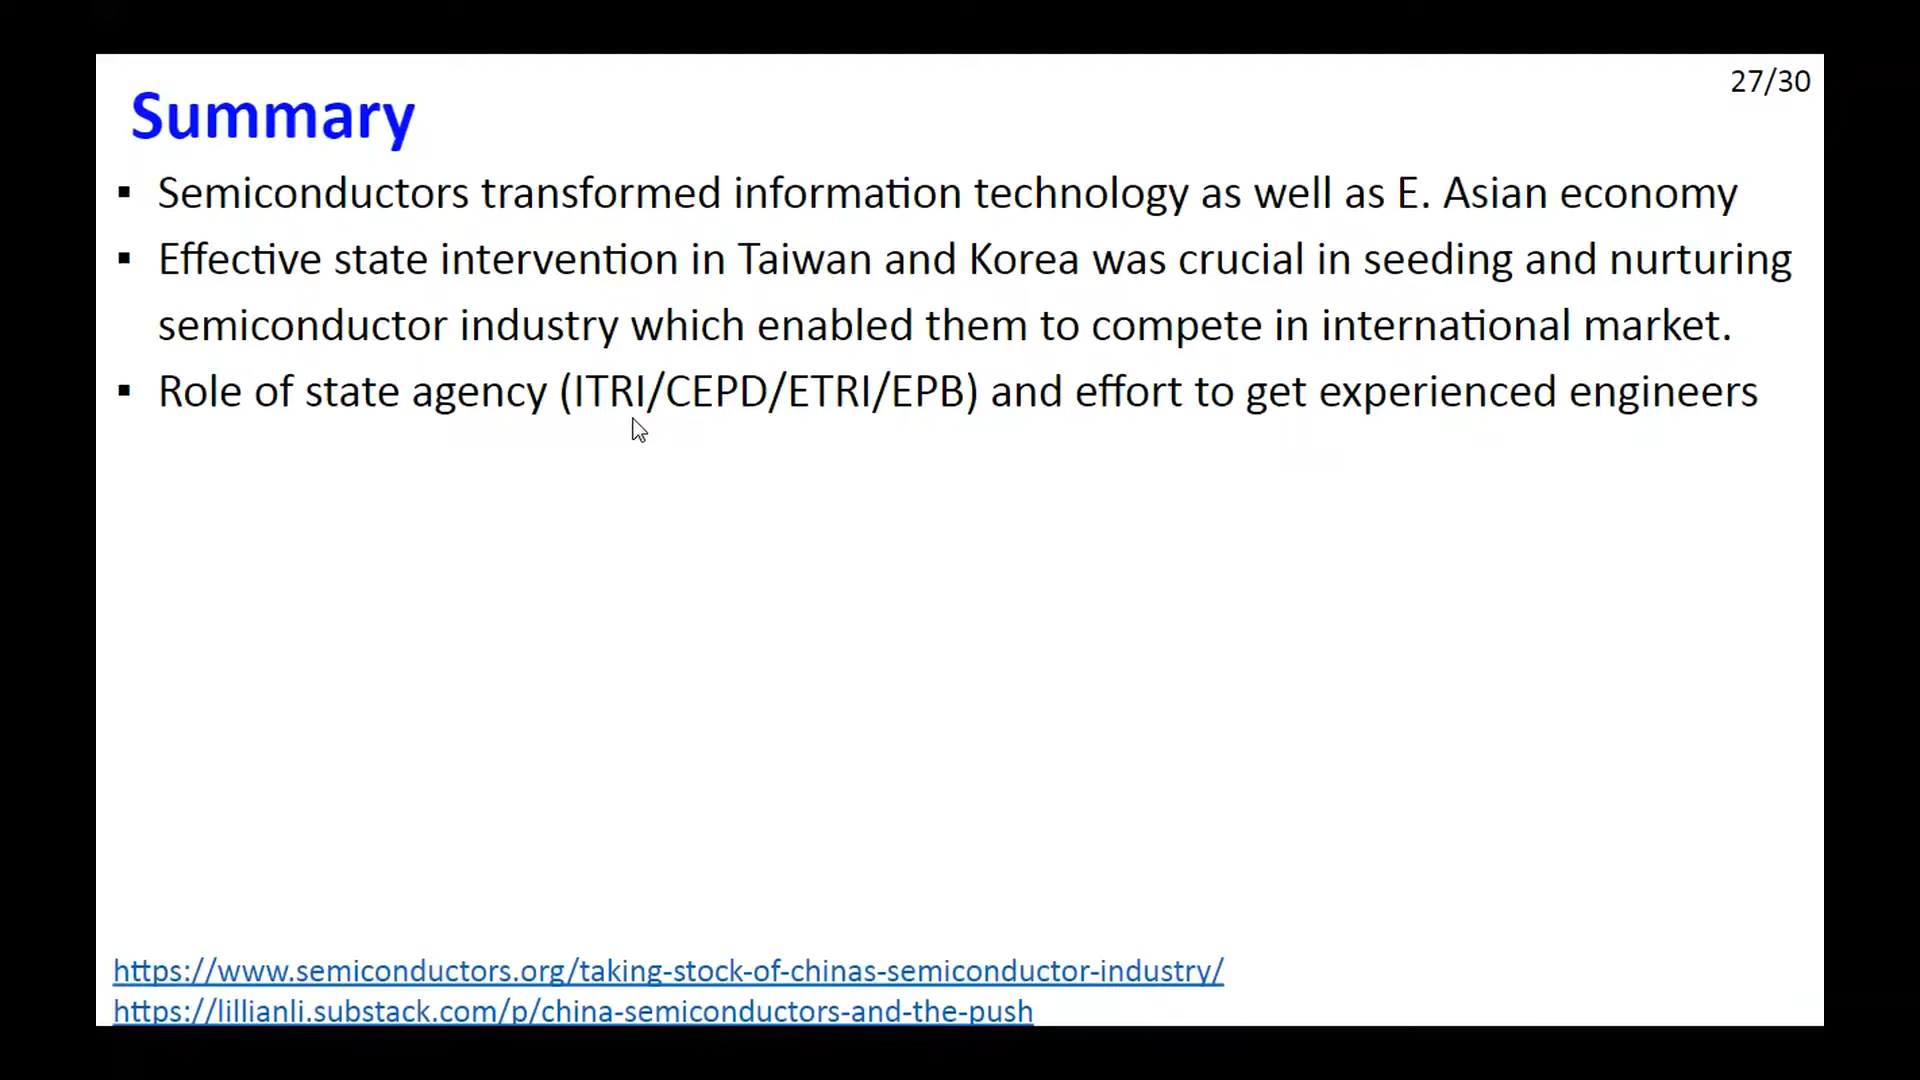 27/30
Summary
▪ Semiconductors transformed information technology as well as E. Asian economy
▪ Effective state intervention in Taiwan and Korea was crucial in seeding and nurturing
semiconductor industry which enabled them to compete in international market.
▪ Role of state agency (ITRI/CEPD/ETRI/EPB) and effort to get experienced engineers
https://www.semiconductors.org/taking-stock-of-chinas-semiconductor-industry/
https://lillianli.substack.com/p/china-semiconductors-and-the-push